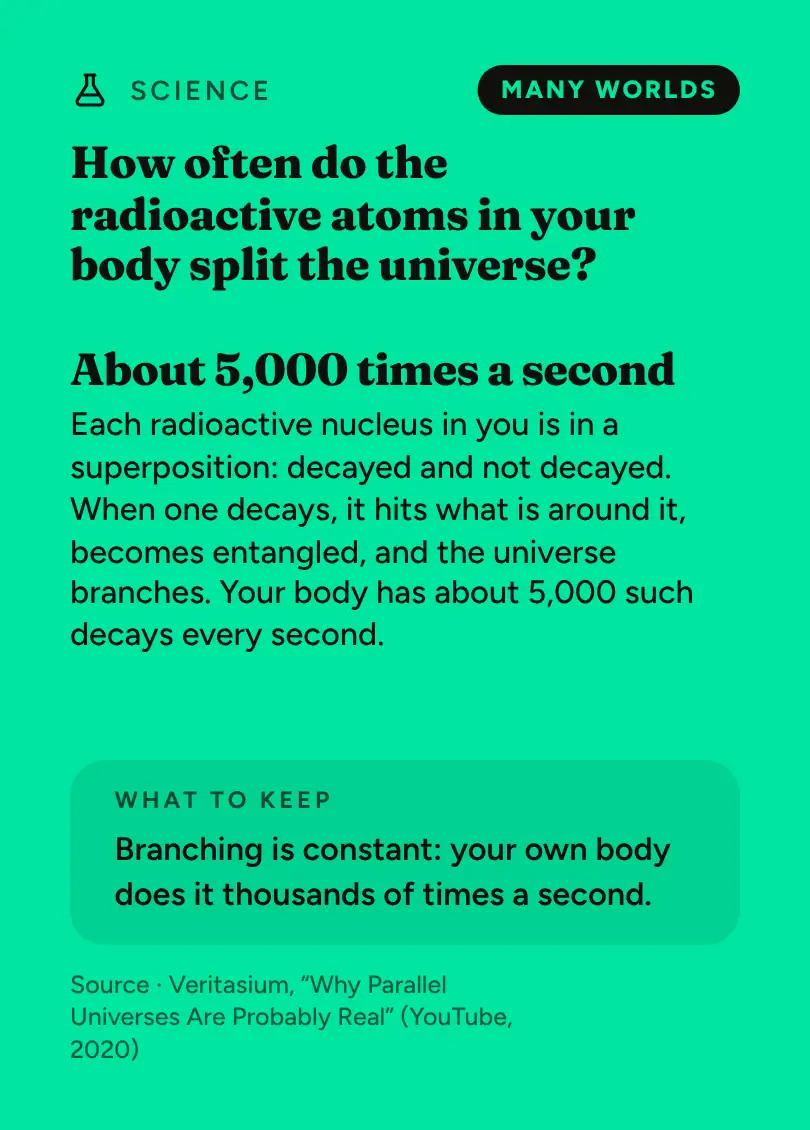 SCIENCE
MANY WORLDS
How often do the
radioactive atoms in your
body split the universe?
About 5,000 times a second
Each radioactive nucleus in you is in a
superposition: decayed and not decayed.
When one decays, it hits what is around it,
becomes entangled, and the universe
branches. Your body has about 5,000 such
decays every second.
WHAT TO KEEP
Branching is constant: your own body
does it thousands of times a second.
Source · Veritasium, “Why Parallel
Universes Are Probably Real” (YouTube,
2020)